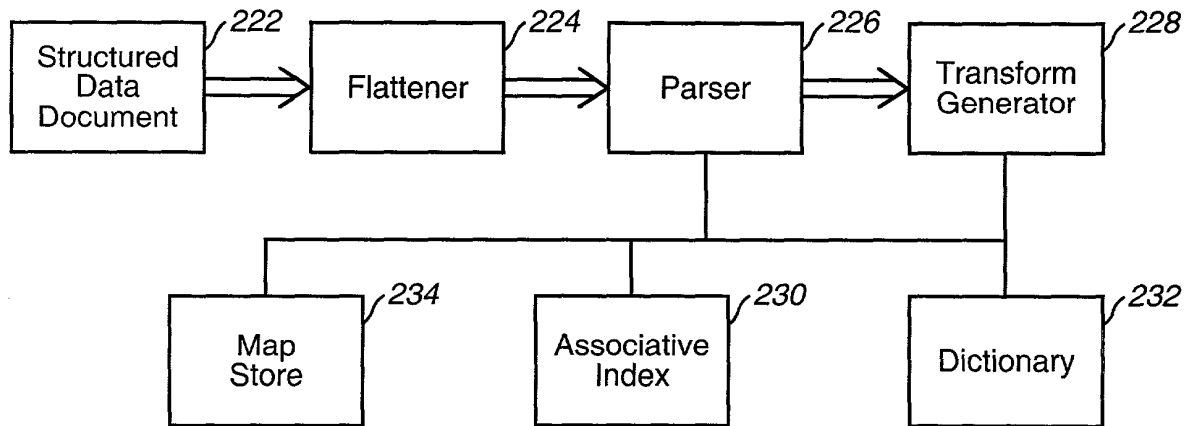 222
Structured
Data
Document
224
Flattener
226
Parser
228
Transform
Generator
234
Map
Store
230
Associative
Index
232
Dictionary